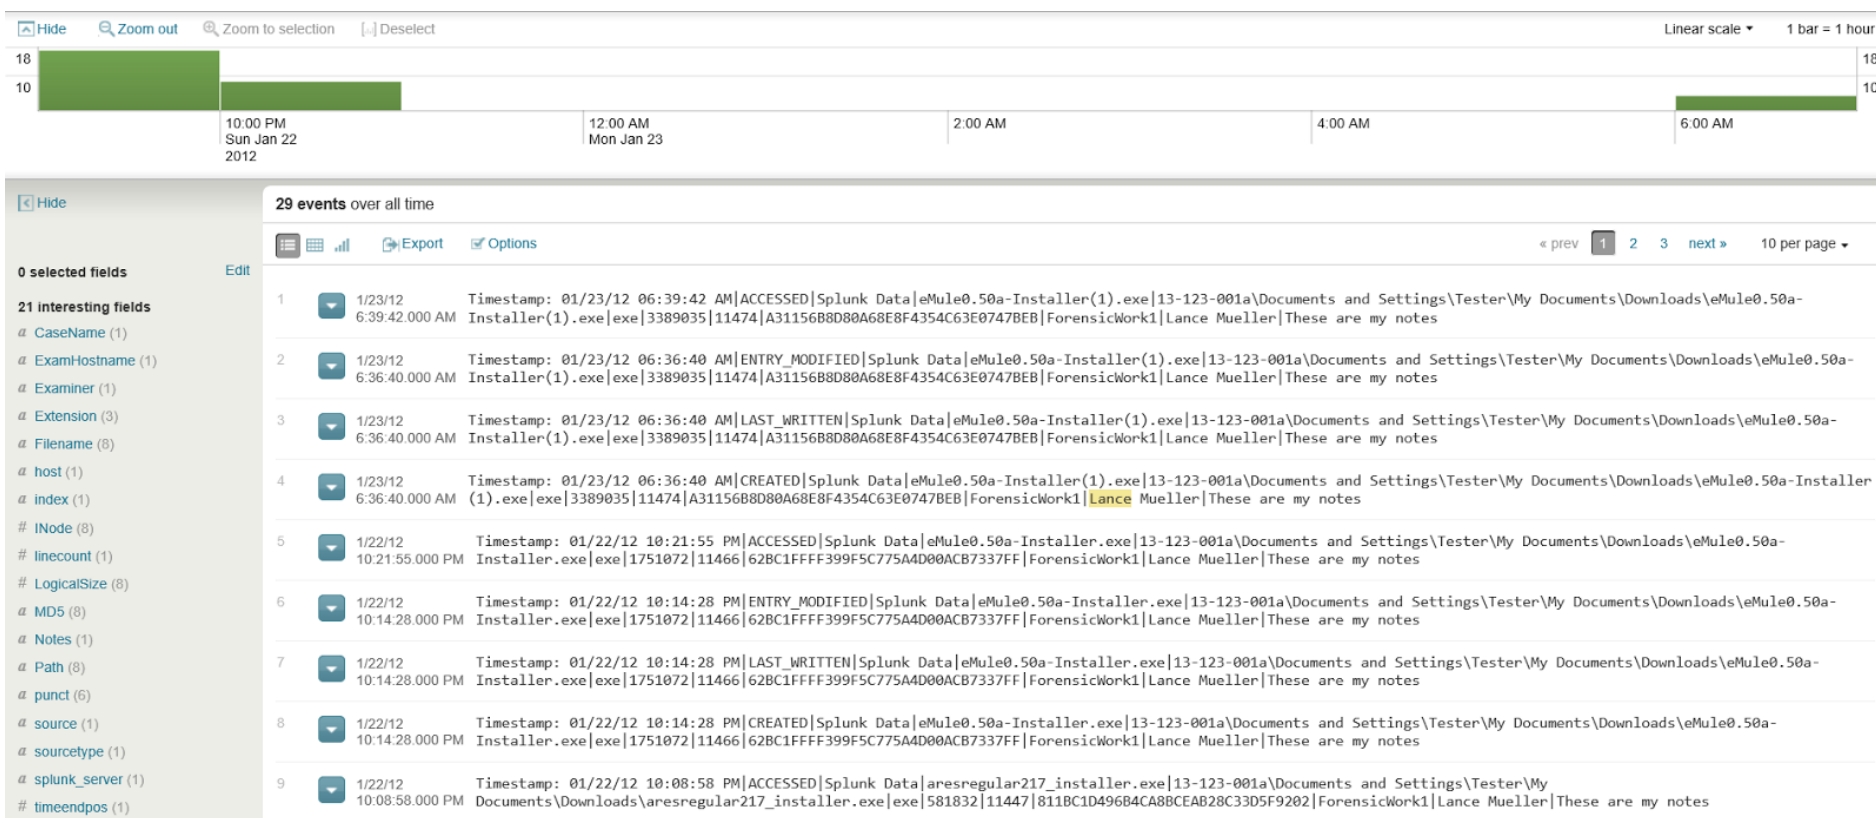 Hide Zoom out Zoom to selection Deselect Linear scale 1 bar = 1 hour
18 18
10 10
10:00 PM 12:00 AM 2:00 AM 4:00 AM 6:00 AM
Sun Jan 22 Mon Jan 23
2012
Hide
29 events over all time
Export Options « prev 1 2 3 next » 10 per page
0 selected fields Edit
21 interesting fields
a CaseName (1)
a ExamHostname (1)
a Examiner (1)
a Extension (3)
a Filename (8)
a host (1)
a index (1)
# INode (8)
# linecount (1)
# LogicalSize (8)
a MD5 (8)
a Notes (1)
a Path (8)
a punct (6)
a source (1)
a sourcetype (1)
a splunk_server (1)
# timeendpos (1)
1 1/23/12 Timestamp: 01/23/12 06:39:42 AM|ACCESSED|Splunk Data|eMule0.50a-Installer(1).exe|13-123-001a\Documents and Settings\Tester\My Documents\Downloads\eMule0.50a-
6:39:42.000 AM Installer(1).exe|exe|3389035|11474|A31156B8D80A68E8F4354C63E0747BEB|ForensicWork1|Lance Mueller|These are my notes
2 1/23/12 Timestamp: 01/23/12 06:36:40 AM|ENTRY_MODIFIED|Splunk Data|eMule0.50a-Installer(1).exe|13-123-001a\Documents and Settings\Tester\My Documents\Downloads\eMule0.50a-
6:36:40.000 AM Installer(1).exe|exe|3389035|11474|A31156B8D80A68E8F4354C63E0747BEB|ForensicWork1|Lance Mueller|These are my notes
3 1/23/12 Timestamp: 01/23/12 06:36:40 AM|LAST_WRITTEN|Splunk Data|eMule0.50a-Installer(1).exe|13-123-001a\Documents and Settings\Tester\My Documents\Downloads\eMule0.50a-
6:36:40.000 AM Installer(1).exe|exe|3389035|11474|A31156B8D80A68E8F4354C63E0747BEB|ForensicWork1|Lance Mueller|These are my notes
4 1/23/12 Timestamp: 01/23/12 06:36:40 AM|CREATED|Splunk Data|eMule0.50a-Installer(1).exe|13-123-001a\Documents and Settings\Tester\My Documents\Downloads\eMule0.50a-Installer
6:36:40.000 AM (1).exe|exe|3389035|11474|A31156B8D80A68E8F4354C63E0747BEB|ForensicWork1|Lance Mueller|These are my notes
5 1/22/12 Timestamp: 01/22/12 10:21:55 PM|ACCESSED|Splunk Data|eMule0.50a-Installer.exe|13-123-001a\Documents and Settings\Tester\My Documents\Downloads\eMule0.50a-
10:21:55.000 PM Installer.exe|exe|1751072|11466|62BC1FFFF399F5C775A4D00ACB7337FF|ForensicWork1|Lance Mueller|These are my notes
6 1/22/12 Timestamp: 01/22/12 10:14:28 PM|ENTRY_MODIFIED|Splunk Data|eMule0.50a-Installer.exe|13-123-001a\Documents and Settings\Tester\My Documents\Downloads\eMule0.50a-
10:14:28.000 PM Installer.exe|exe|1751072|11466|62BC1FFFF399F5C775A4D00ACB7337FF|ForensicWork1|Lance Mueller|These are my notes
7 1/22/12 Timestamp: 01/22/12 10:14:28 PM|LAST_WRITTEN|Splunk Data|eMule0.50a-Installer.exe|13-123-001a\Documents and Settings\Tester\My Documents\Downloads\eMule0.50a-
10:14:28.000 PM Installer.exe|exe|1751072|11466|62BC1FFFF399F5C775A4D00ACB7337FF|ForensicWork1|Lance Mueller|These are my notes
8 1/22/12 Timestamp: 01/22/12 10:14:28 PM|CREATED|Splunk Data|eMule0.50a-Installer.exe|13-123-001a\Documents and Settings\Tester\My Documents\Downloads\eMule0.50a-
10:14:28.000 PM Installer.exe|exe|1751072|11466|62BC1FFFF399F5C775A4D00ACB7337FF|ForensicWork1|Lance Mueller|These are my notes
9 1/22/12 Timestamp: 01/22/12 10:08:58 PM|ACCESSED|Splunk Data|aresregular217_installer.exe|13-123-001a\Documents and Settings\Tester\My
10:08:58.000 PM Documents\Downloads\aresregular217_installer.exe|exe|581832|11447|811BC1D496B4CA8BCEAB28C33D5F9202|ForensicWork1|Lance Mueller|These are my notes